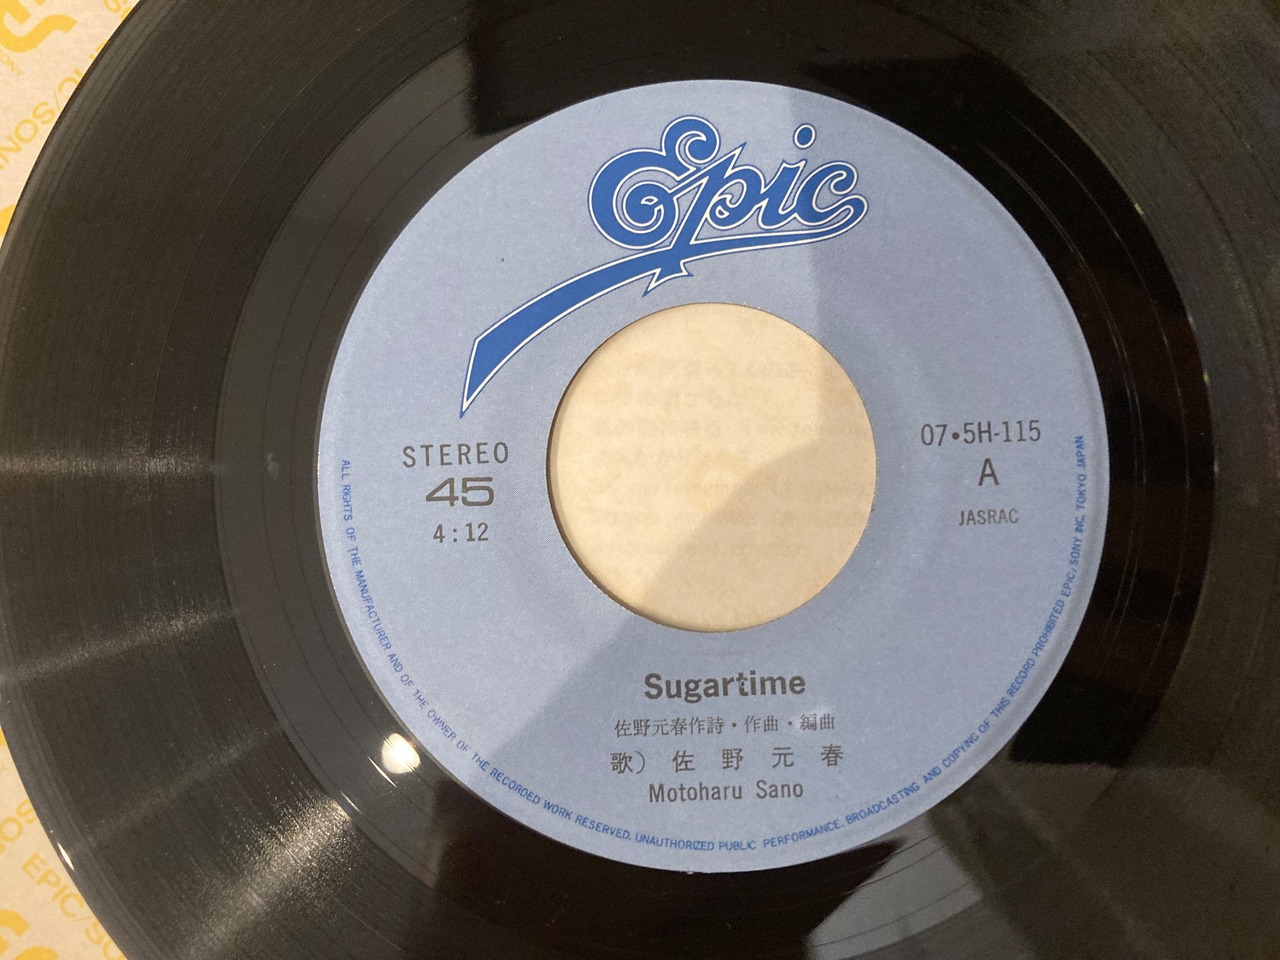 Epic
STEREO
45
4:12
07•5H-115
A
JASRAC
Sugartime
佐野元春作詩・作曲・編曲
歌) 佐野元春
Motoharu Sano
ALL RIGHTS OF THE MANUFACTURER AND OF THE OWNER OF THE RECORDED WORK RESERVED. UNAUTHORIZED PUBLIC PERFORMANCE. BROADCASTING AND COPYING OF THIS RECORD PROHIBITED EPIC/SONY INC. TOKYO JAPAN